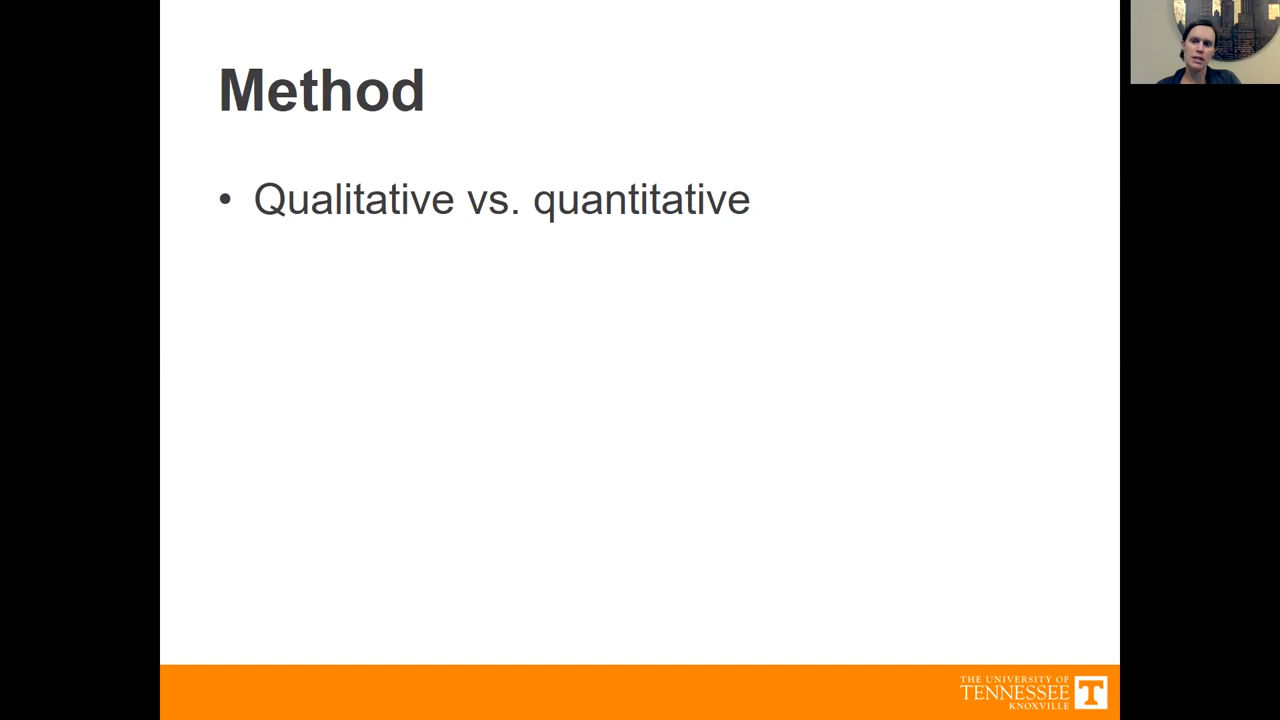 Method
• Qualitative vs. quantitative
THE UNIVERSITY OF
TENNESSEE
KNOXVILLE
T